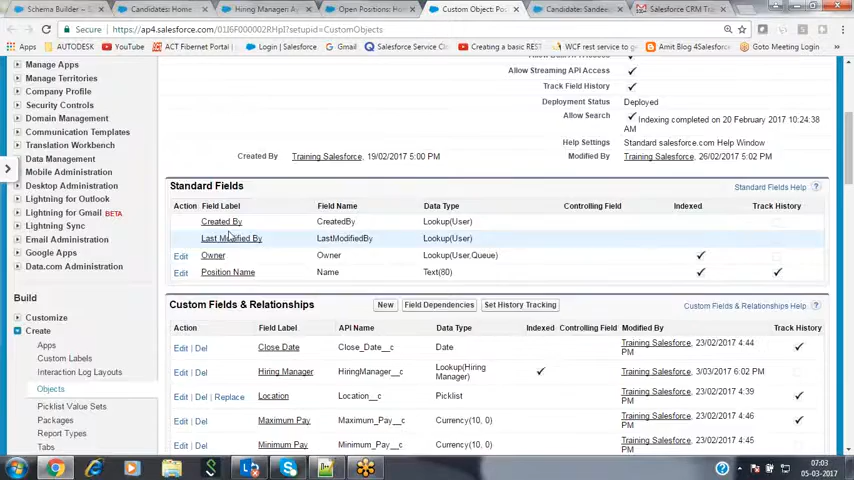 Schema Builder -
Candidates: Home
Hiring Manager: A
Open Positions: Ho
Custom Object: Po
Candidate: Sandee
Salesforce CRM Tra
Secure https://ap4.salesforce.com/
?setupid=CustomObjects
Apps AUTODESK YouTube ACT Fibernet Portal Log In | Salesforce Gmail Salesforce Service Cloud Creating a basic REST WCF rest service to ge Amit Blog 4Salesforce Goto Meeting Login
Manage Apps
Manage Territories
Company Profile
Security Controls
Domain Management
Communication Templates
Translation Workbench
Data Management
Mobile Administration
Desktop Administration
Lightning for Outlook
Lightning for Gmail BETA
Lightning Sync
Email Administration
Google Apps
Data.com Administration
Build
Customize
Create
Apps
Custom Labels
Interaction Log Layouts
Objects
Picklist Value Sets
Packages
Report Types
Tabs
Allow Streaming API Access
Track Field History
Deployment Status Deployed
Allow Search Indexing completed on 20 February 2017 10:24:38
AM
Help Settings Standard salesforce.com Help Window
Created By Training Salesforce, 19/02/2017 5:00 PM Modified By Training Salesforce, 26/02/2017 5:02 PM
Standard Fields Standard Fields Help ?
Action Field Label Field Name Data Type Controlling Field Indexed Track History
Created By CreatedBy Lookup(User)
Last Modified By LastModifiedBy Lookup(User)
Edit Owner Owner Lookup(User,Queue)
Edit Position Name Name Text(80)
Custom Fields & Relationships New Field Dependencies Set History Tracking Custom Fields & Relationships Help ?
Action Field Label API Name Data Type Indexed Controlling Field Modified By Track History
Edit | Del Close Date Close_Date__c Date Training Salesforce, 23/02/2017 4:44
PM
Edit | Del Hiring Manager HiringManager__c Lookup(Hiring
Manager) Training Salesforce, 3/03/2017 6:02 PM
Edit | Del | Replace Location Location__c Picklist Training Salesforce, 23/02/2017 4:39
PM
Edit | Del Maximum Pay Maximum_Pay__c Currency(10, 0) Training Salesforce, 23/02/2017 4:46
PM
Edit | Del Minimum Pay Minimum_Pay__c Currency(10, 0) Training Salesforce, 23/02/2017 4:45
PM
07:03
05-03-2017